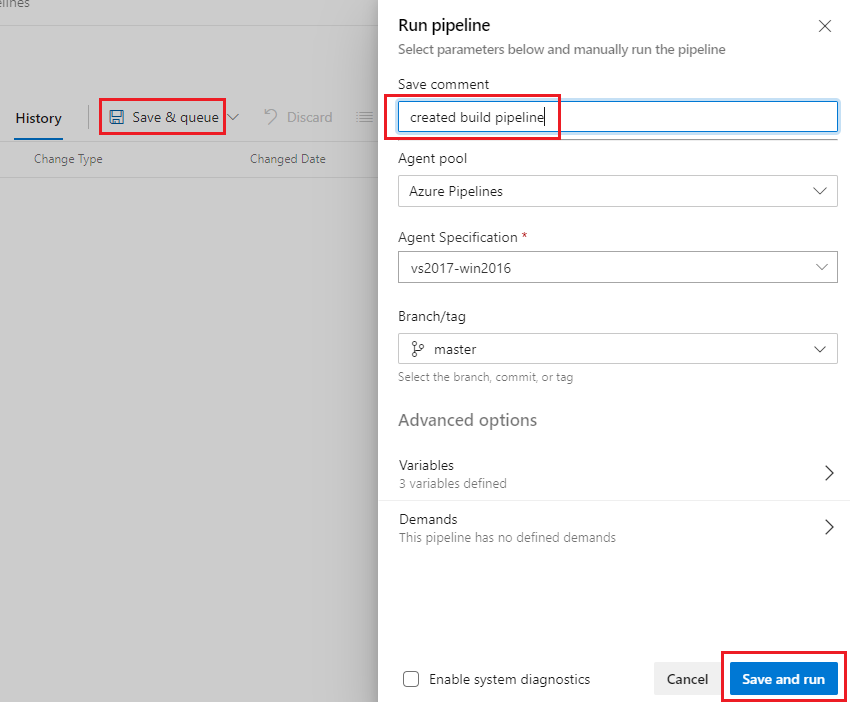 Run pipeline
Select parameters below and manually run the pipeline
History
Save & queue
Discard
Change Type
Changed Date
Save comment
created build pipeline
Agent pool
Azure Pipelines
Agent Specification *
vs2017-win2016
Branch/tag
master
Select the branch, commit, or tag
Advanced options
Variables
3 variables defined
Demands
This pipeline has no defined demands
Enable system diagnostics
Cancel
Save and run